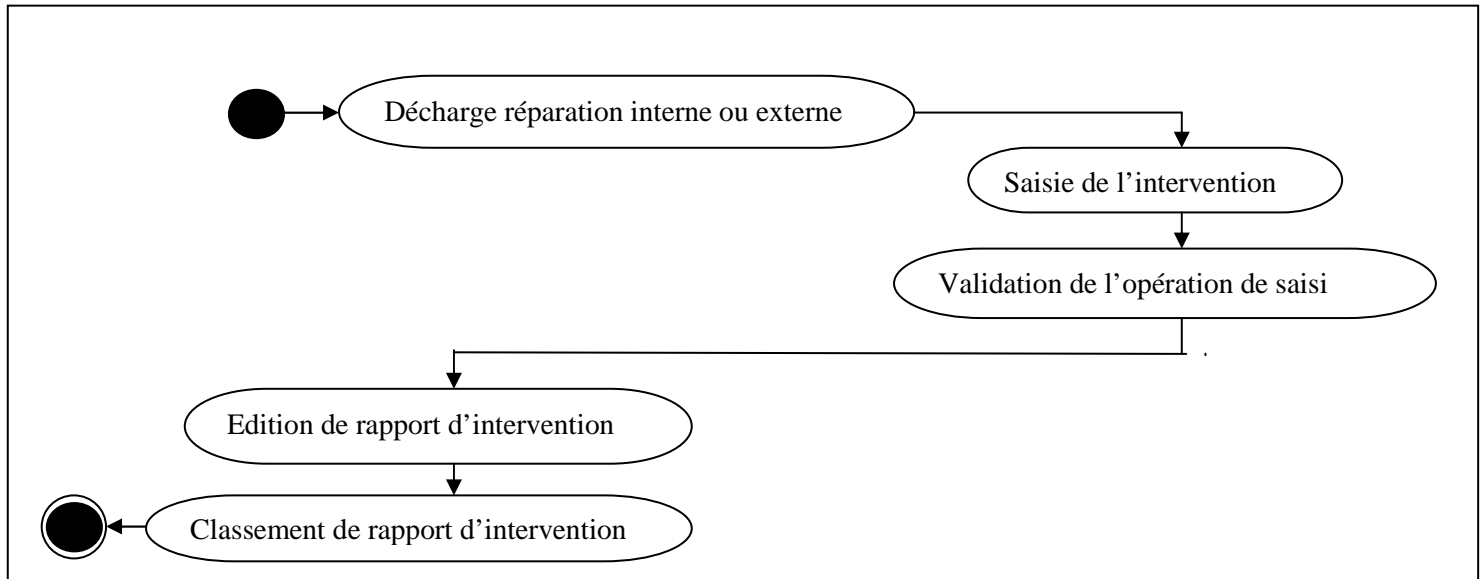 Décharge réparation interne ou externe
Saisie de l’intervention
Validation de l’opération de saisi
Edition de rapport d’intervention
Classement de rapport d’intervention